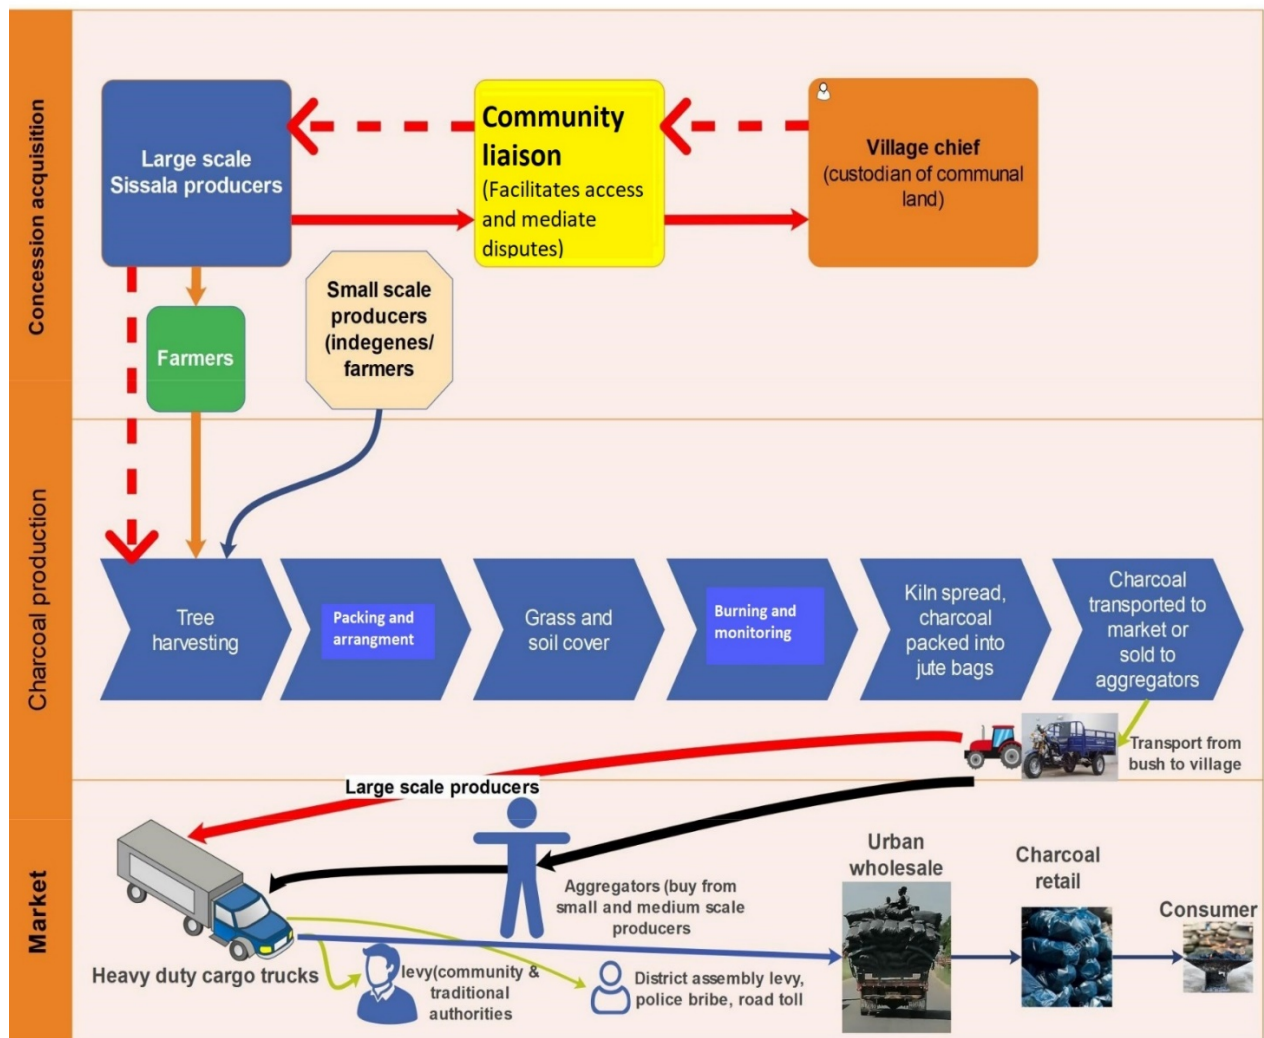 Concession acquisition
Large scale
Sissala producers
Community
liaison
(Facilitates access
and mediate
disputes)
Village chief
(custodian of communal
land)
Farmers
Small scale
producers
(indegenes/
farmers
Charcoal production
Tree
harvesting
Packing and
arrangment
Grass and
soil cover
Burning and
monitoring
Kiln spread,
charcoal
packed into
jute bags
Charcoal
transported to
market or
sold to
aggregators
Transport from
bush to village
Market
Large scale producers
Heavy duty cargo trucks
levy(community &
traditional
authorities
Aggregators (buy from
small and medium scale
producers
District assembly levy,
police bribe, road toll
Urban
wholesale
Charcoal
retail
Consumer